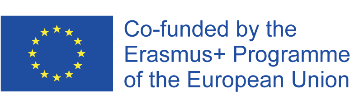 Co-funded by the
Erasmus+ Programme
of the European Union